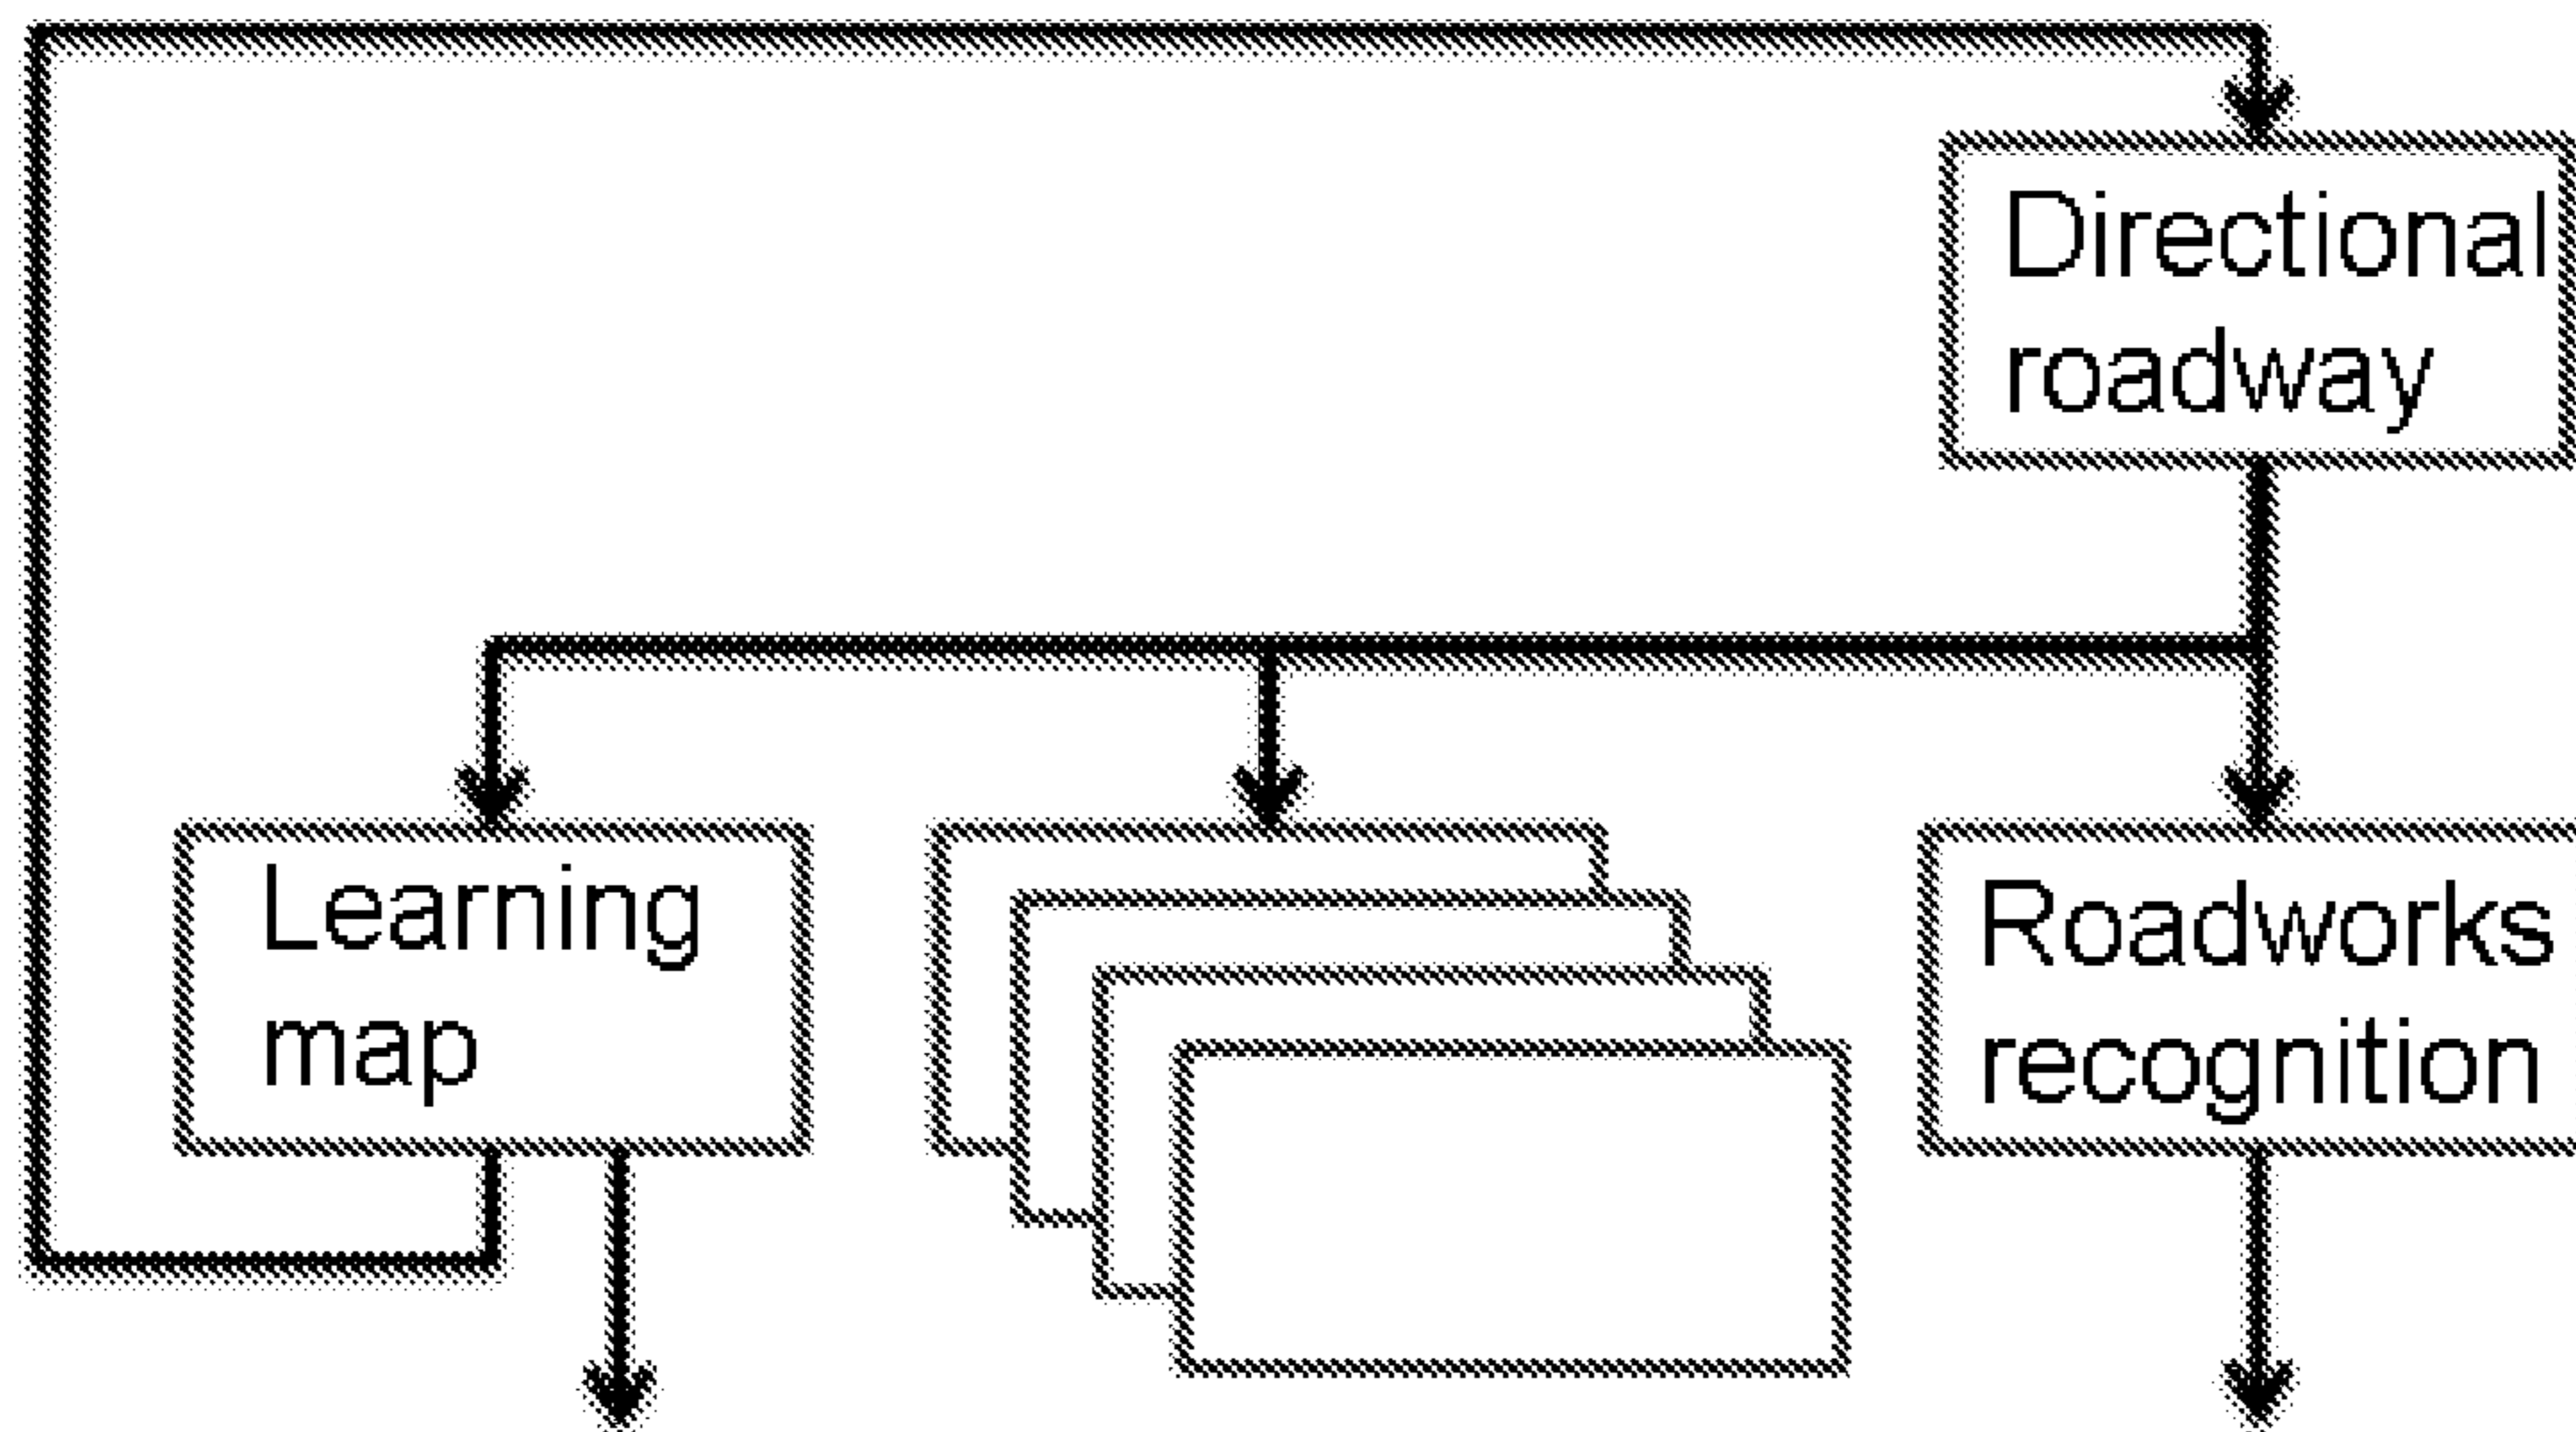 Directional
roadway
Learning
map
Roadworks
recognition